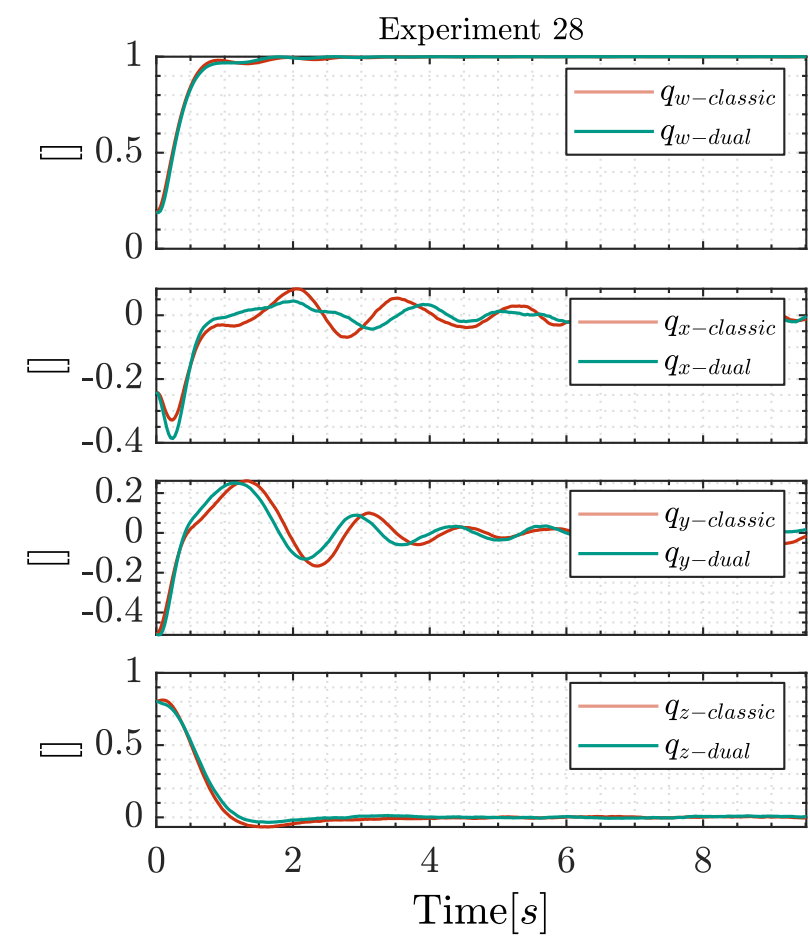 Experiment 28
1
0.5
0
[]
q_{w-classic}
q_{w-dual}
0
-0.2
-0.4
[]
q_{x-classic}
q_{x-dual}
0.2
0
-0.2
-0.4
[]
q_{y-classic}
q_{y-dual}
1
0.5
0
[]
q_{z-classic}
q_{z-dual}
0 2 4 6 8
Time[s]